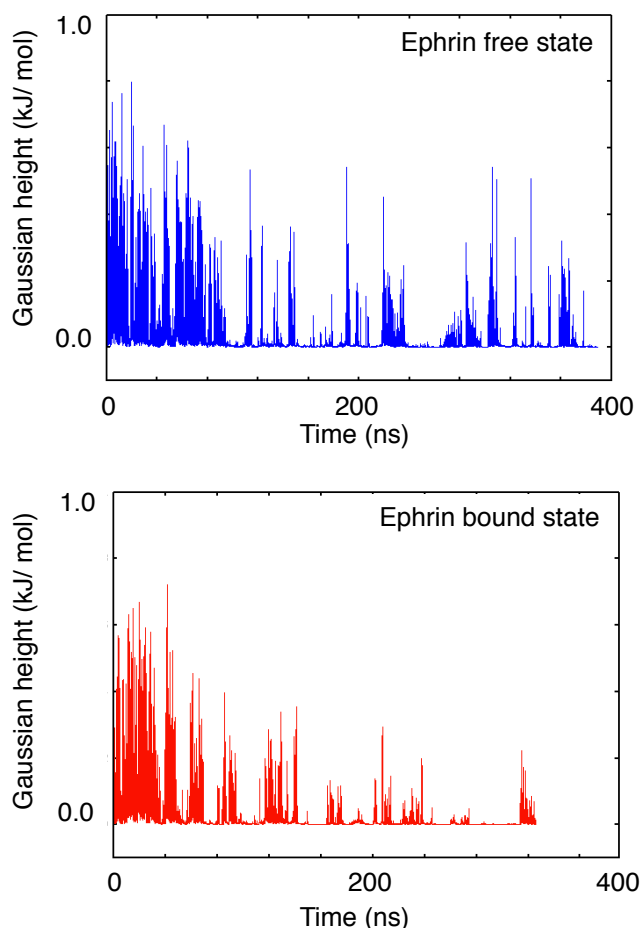 1.0
Ephrin free state
Gaussian height (kJ/ mol)
0.0
0
200
400
Time (ns)
1.0
Ephrin bound state
Gaussian height (kJ/ mol)
0.0
0
200
400
Time (ns)